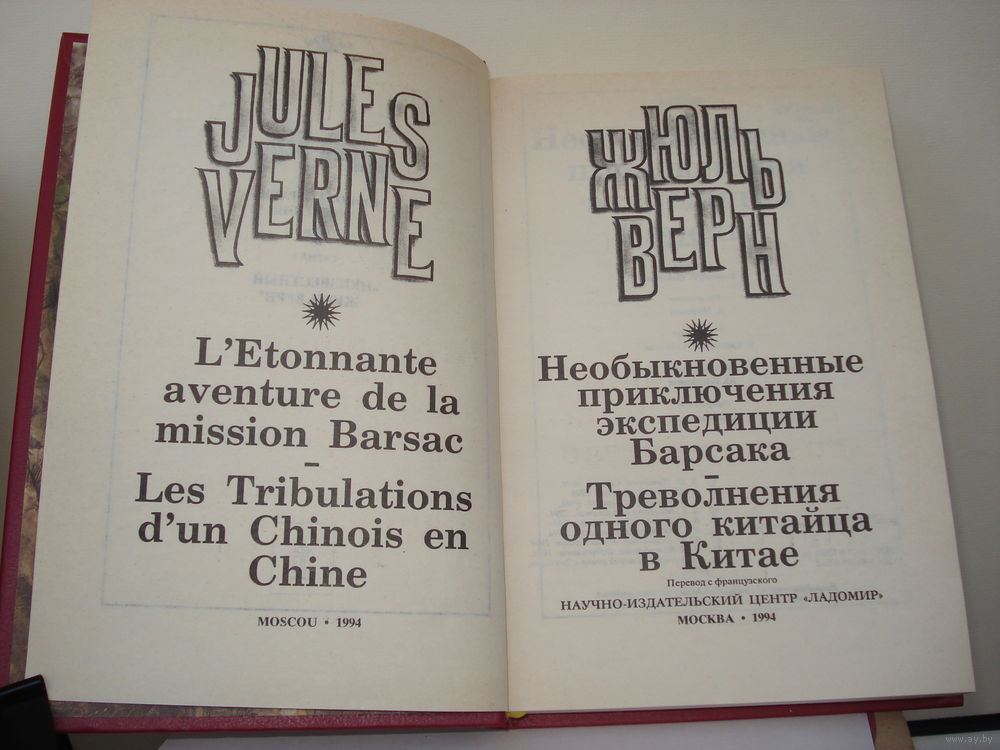 JULES
VERNE
L'Etonnante
aventure de la
mission Barsac
–
Les Tribulations
d'un Chinois en
Chine
MOSCOU • 1994
ЖЮЛЬ
ВЕРН
Необыкновенные
приключения
экспедиции
Барсака
–
Треволнения
одного китайца
в Китае
Перевод с французского
НАУЧНО-ИЗДАТЕЛЬСКИЙ ЦЕНТР «ЛАДОМИР»
МОСКВА • 1994
www.ay.by